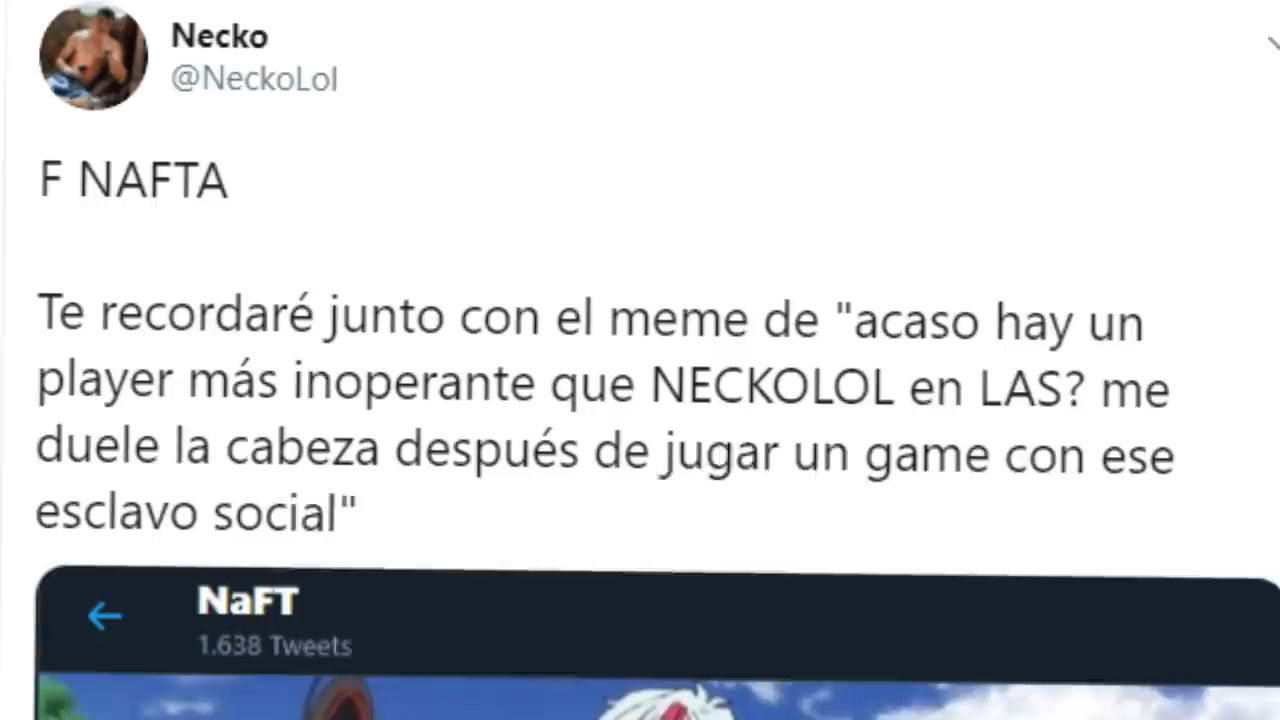 Necko
@NeckoLol
F NAFTA
Te recordaré junto con el meme de "acaso hay un
player más inoperante que NECKOLOL en LAS? me
duele la cabeza después de jugar un game con ese
esclavo social"
NaFT
1.638 Tweets